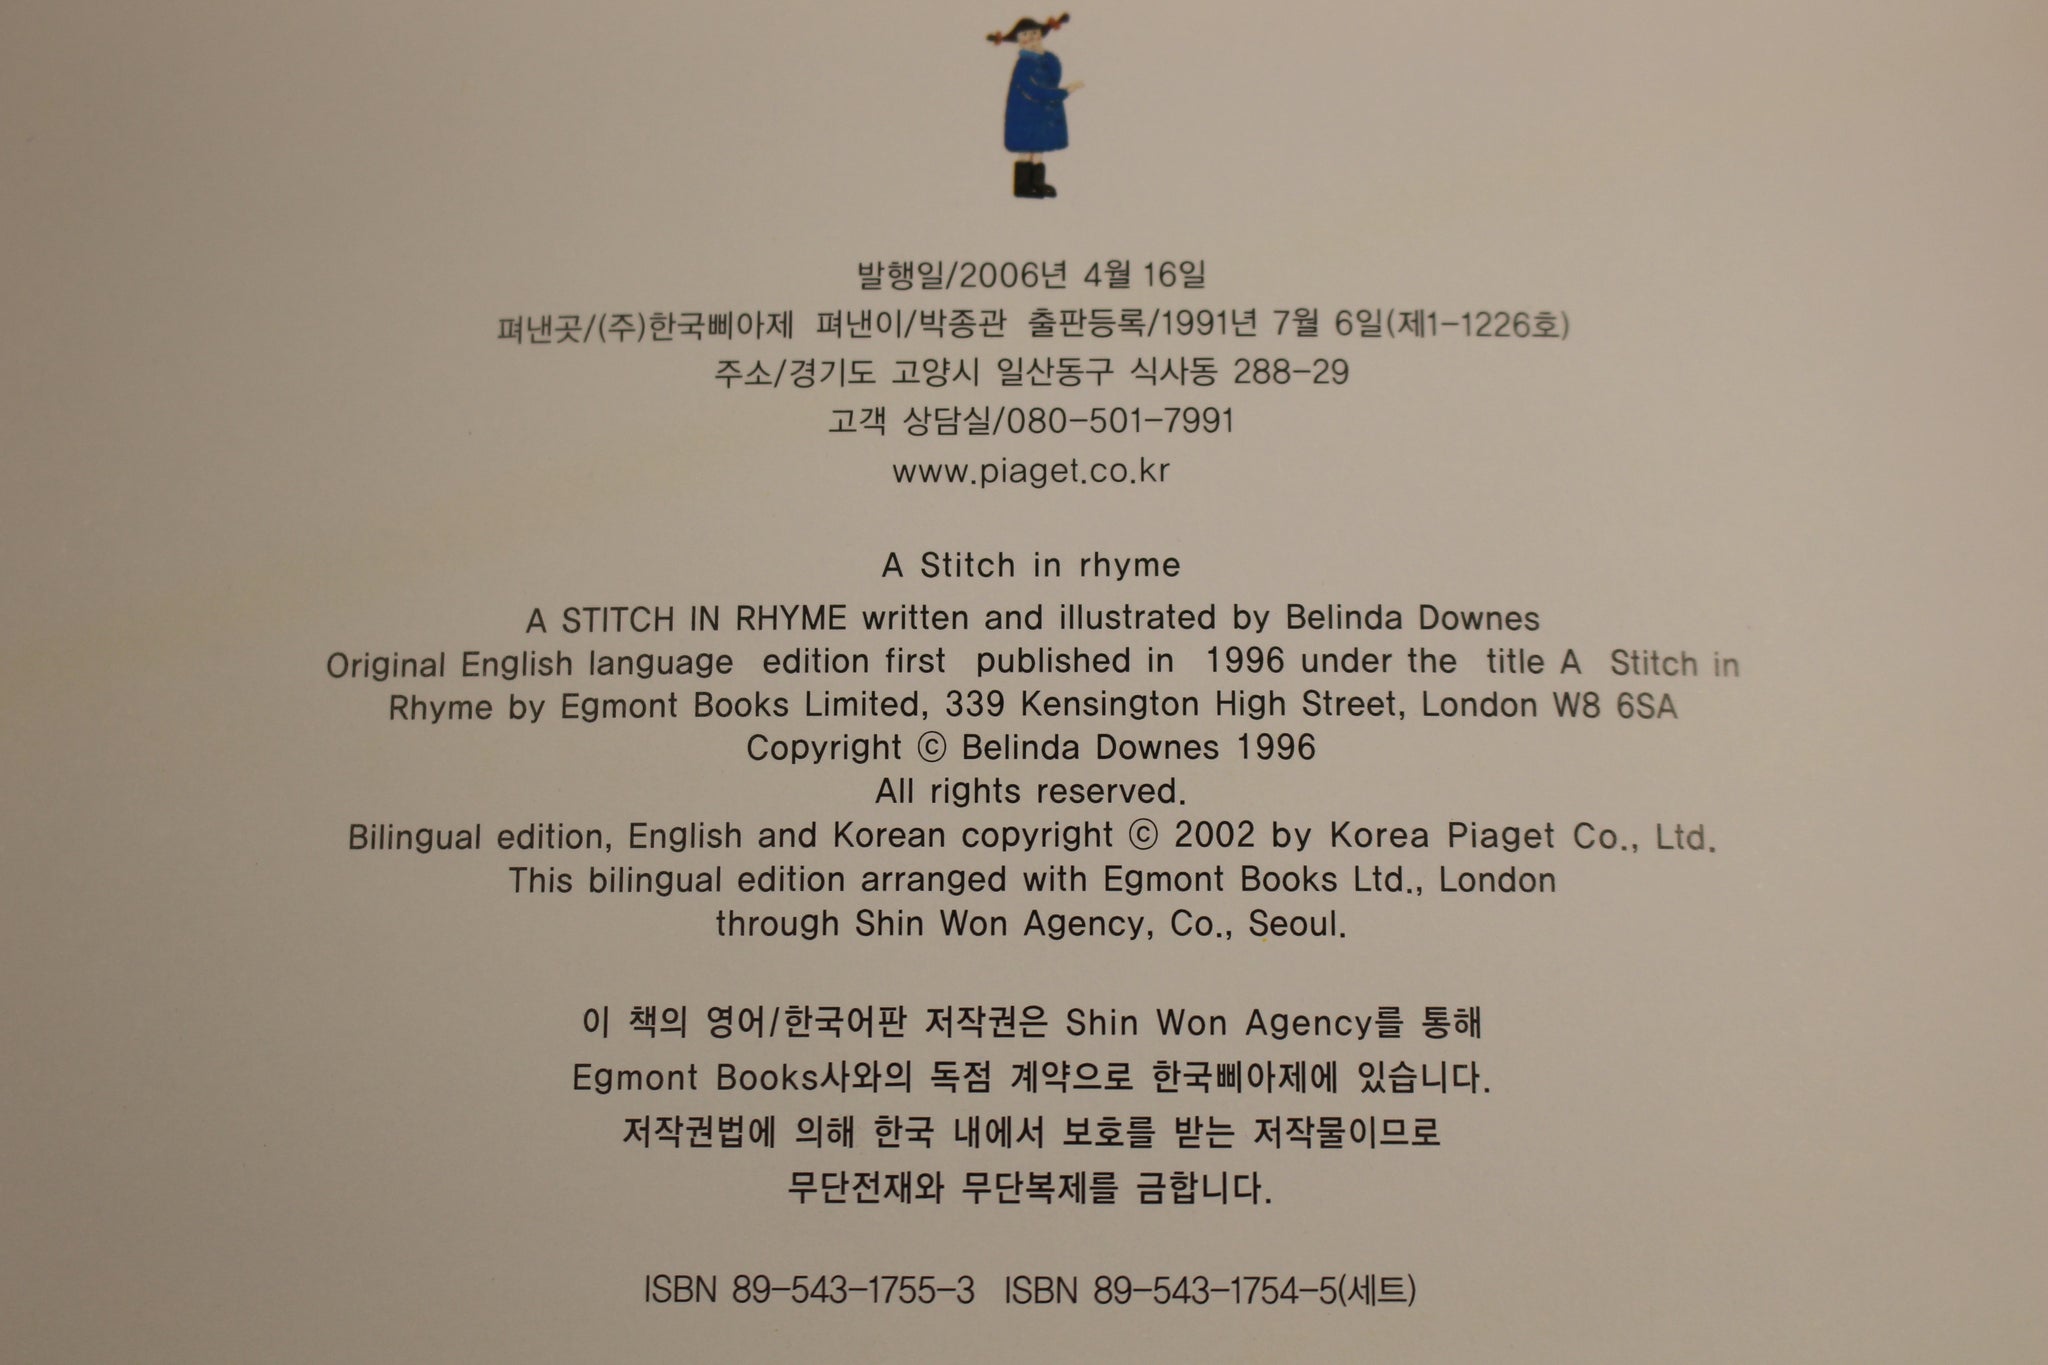 발행일/2006년 4월 16일
펴낸곳/(주)한국삐아제 펴낸이/박종관 출판등록/1991년 7월 6일(제1-1226호)
주소/경기도 고양시 일산동구 식사동 288-29
고객 상담실/080-501-7991
www.piaget.co.kr
A Stitch in rhyme
A STITCH IN RHYME written and illustrated by Belinda Downes
Original English language edition first published in 1996 under the title A Stitch in
Rhyme by Egmont Books Limited, 339 Kensington High Street, London W8 6SA
Copyright ⓒ Belinda Downes 1996
All rights reserved.
Bilingual edition, English and Korean copyright ⓒ 2002 by Korea Piaget Co., Ltd.
This bilingual edition arranged with Egmont Books Ltd., London
through Shin Won Agency, Co., Seoul.
이 책의 영어/한국어판 저작권은 Shin Won Agency를 통해
Egmont Books사와의 독점 계약으로 한국삐아제에 있습니다.
저작권법에 의해 한국 내에서 보호를 받는 저작물이므로
무단전재와 무단복제를 금합니다.
ISBN 89-543-1755-3 ISBN 89-543-1754-5(세트)